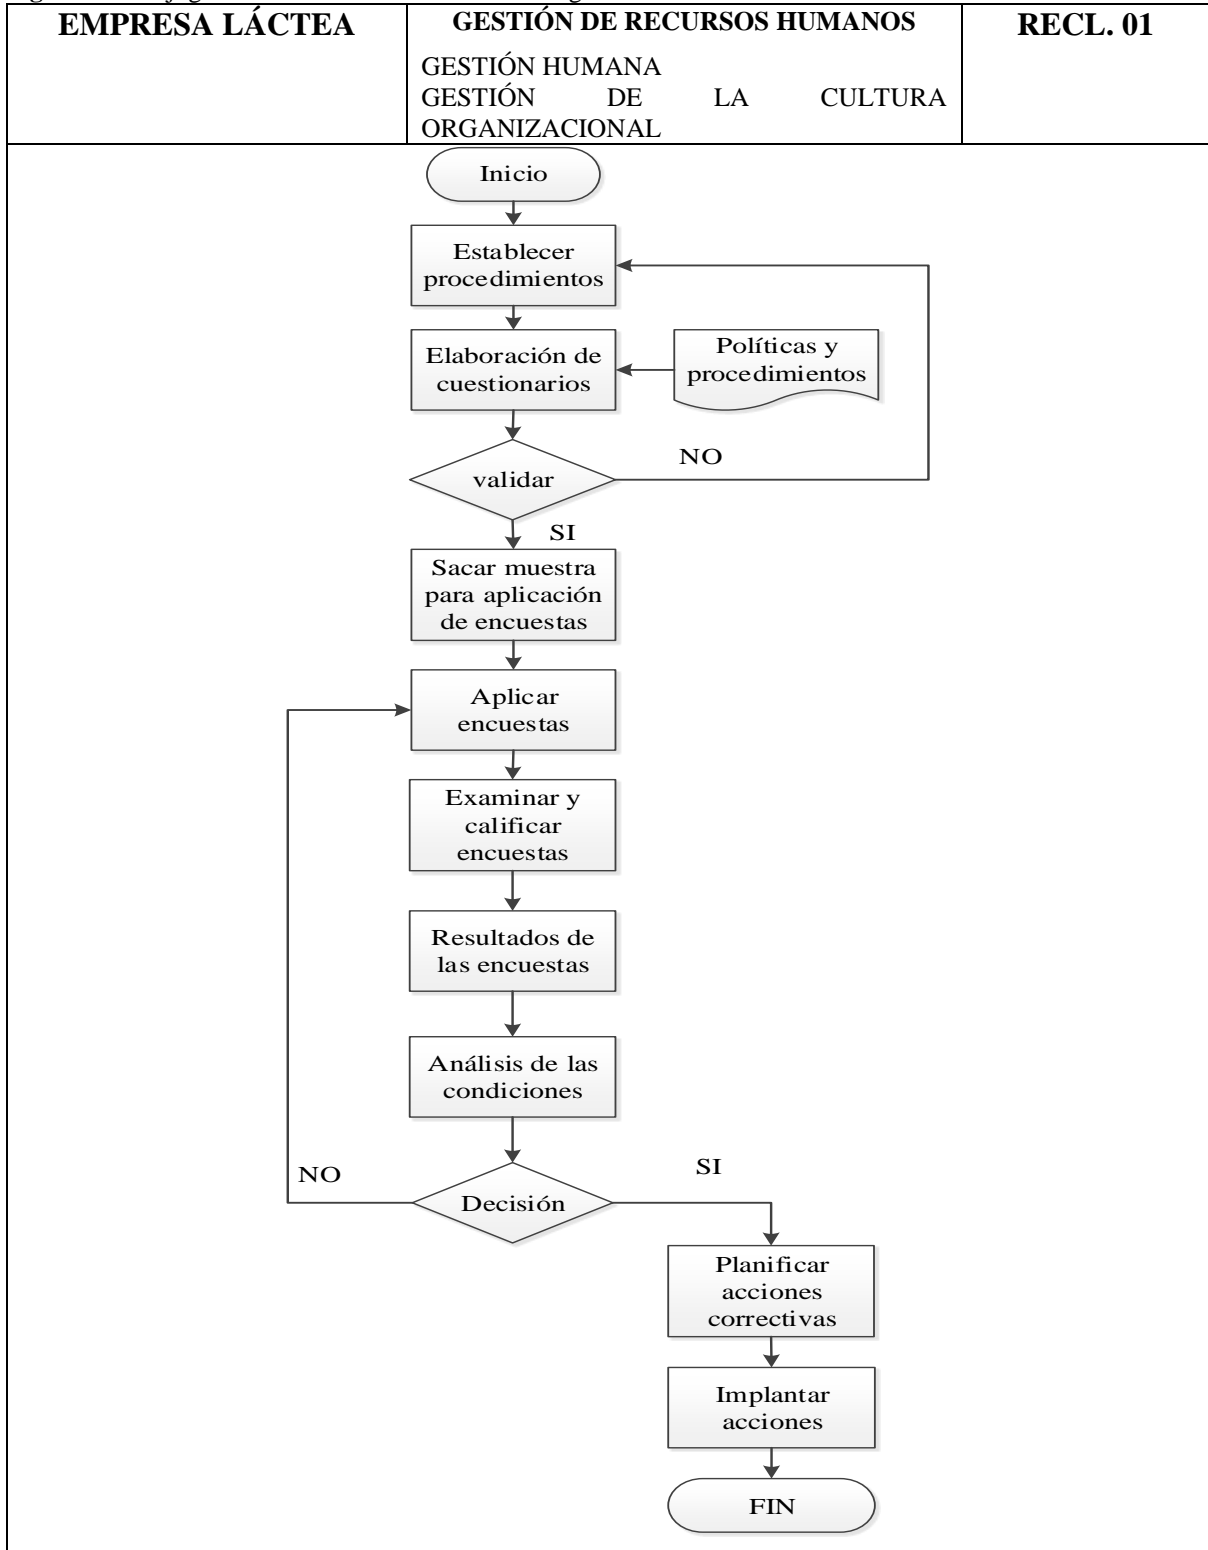 EMPRESA LÁCTEA
GESTIÓN DE RECURSOS HUMANOS
GESTIÓN HUMANA
GESTIÓN DE LA CULTURA
ORGANIZACIONAL
RECL. 01
Inicio
Establecer
procedimientos
Elaboración de
cuestionarios
Políticas y
procedimientos
validar
NO
SI
Sacar muestra
para aplicación
de encuestas
Aplicar
encuestas
Examinar y
calificar
encuestas
Resultados de
las encuestas
Análisis de las
condiciones
Decisión
NO
SI
Planificar
acciones
correctivas
Implantar
acciones
FIN